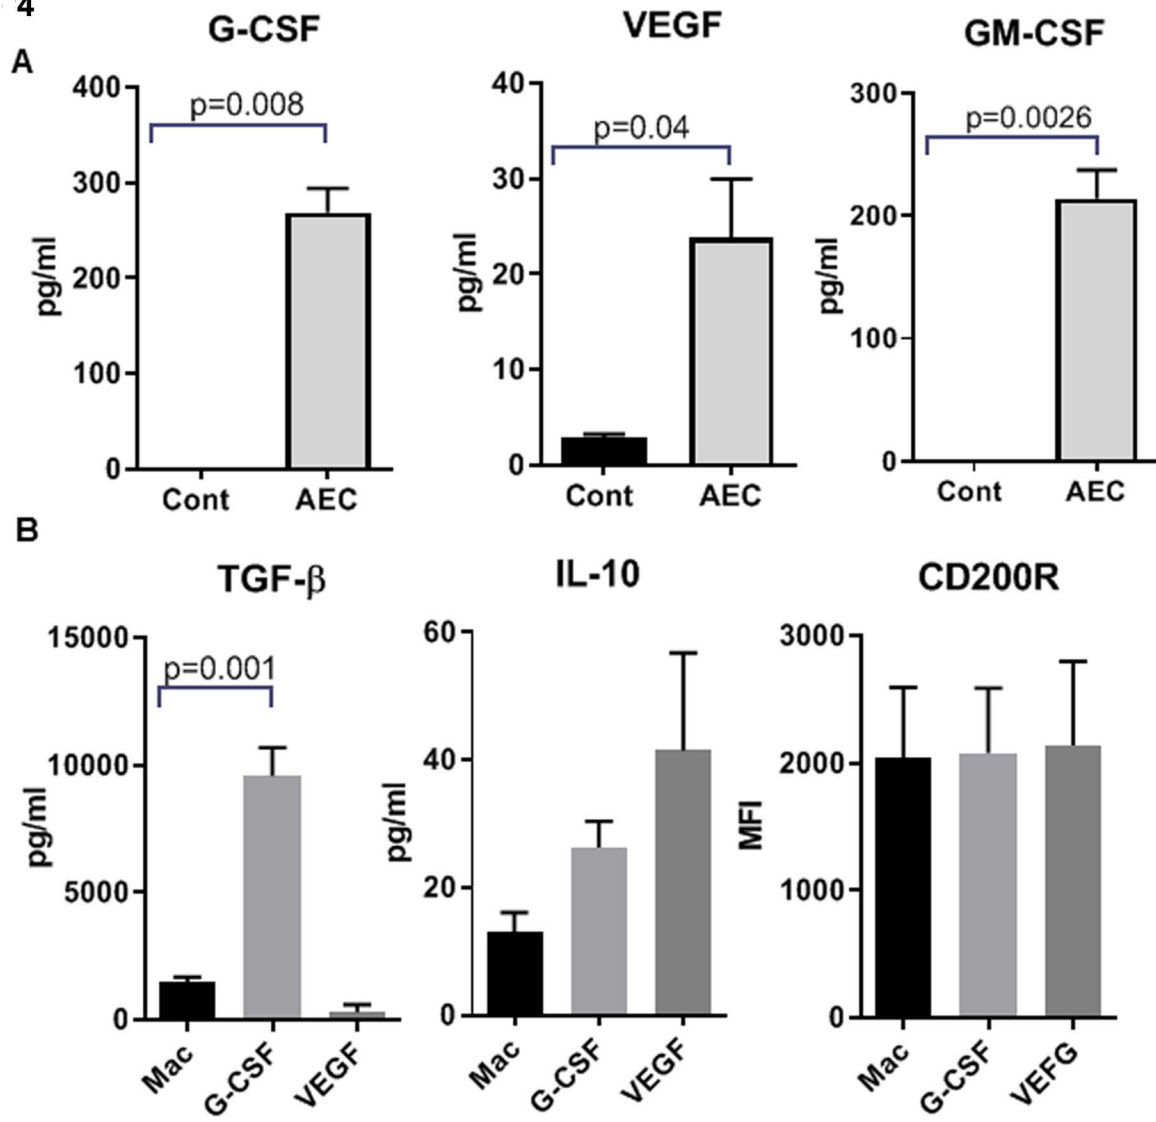 4
A
G-CSF
400
300
200
100
0
pg/ml
p=0.008
Cont AEC
VEGF
40
30
20
10
0
pg/ml
p=0.04
Cont AEC
GM-CSF
300
200
100
0
pg/ml
p=0.0026
Cont AEC
B
TGF-β
15000
10000
5000
0
pg/ml
p=0.001
Mac G-CSF VEGF
IL-10
60
40
20
0
pg/ml
Mac G-CSF VEGF
CD200R
3000
2000
1000
0
MFI
Mac G-CSF VEFG